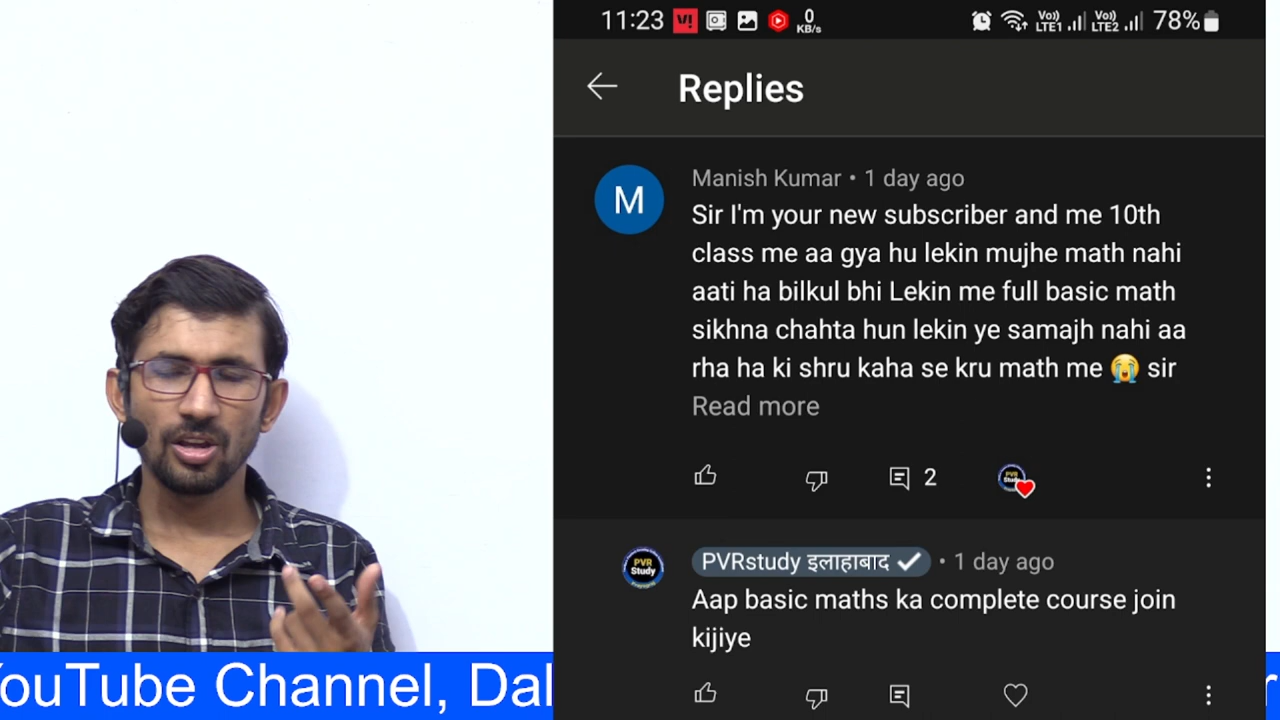 11:23 0 KB/s Vo) LTE1 Vo) LTE2 78%
Replies
M
Manish Kumar • 1 day ago
Sir I'm your new subscriber and me 10th
class me aa gya hu lekin mujhe math nahi
aati ha bilkul bhi Lekin me full basic math
sikhna chahta hun lekin ye samajh nahi aa
rha ha ki shru kaha se kru math me 😭 sir
Read more
2
PVR Study
PVRstudy इलाहाबाद ✔ • 1 day ago
Aap basic maths ka complete course join
kijiye
ouTube Channel, Dal